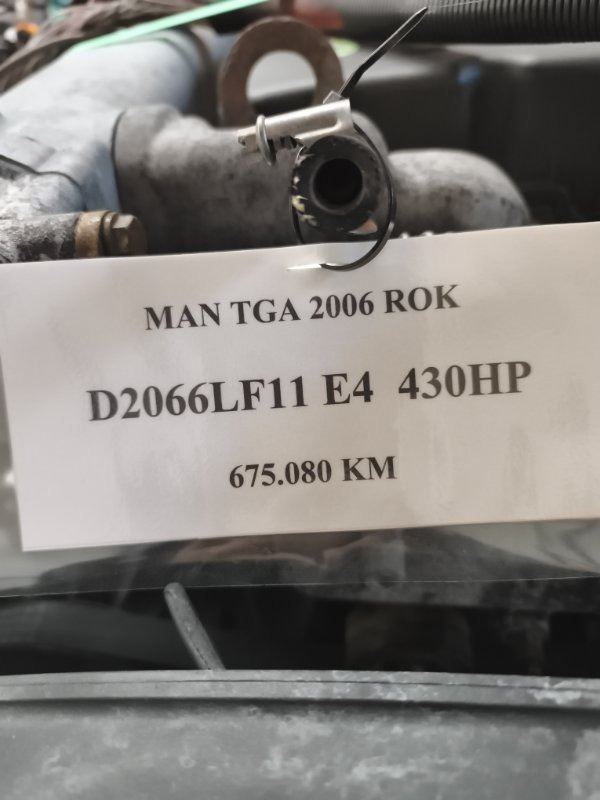 MAN TGA 2006 ROK
D2066LF11 E4 430HP
675.080 KM